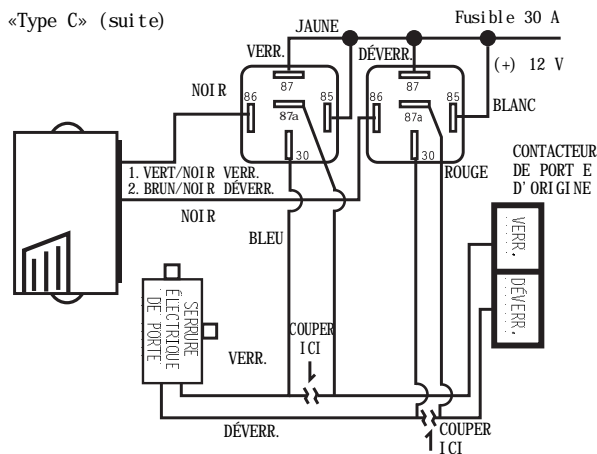 «Type C» (suite)
Fusible 30 A
JAUNE
VERR.
DÉVERR.
(+) 12 V
NOIR
87
86
85
87a
30
87
86
85
87a
30
BLANC
ROUGE
1. VERT/NOIR VERR.
2. BRUN/NOIR DÉVERR.
NOIR
BLEU
CONTACTEUR
DE PORT E
D'ORIGINE
VERR.
DÉVERR.
SERRURE
ÉLECTRIQUE
DE PORTE
COUPER
ICI
VERR.
DÉVERR.
COUPER
ICI